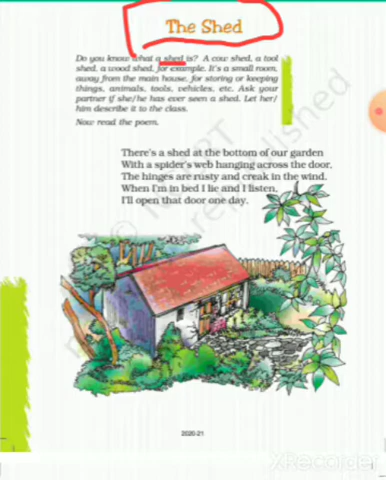 The Shed
Do you know what a shed is? A cow shed, a tool
shed, a wood shed, for example. It's a small room,
away from the main house, for storing or keeping
things, animals, tools, vehicles, etc. Ask your
partner if she/he has ever seen a shed. Let her/
him describe it to the class.
Now read the poem.
There's a shed at the bottom of our garden
With a spider's web hanging across the door,
The hinges are rusty and creak in the wind.
When I'm in bed I lie and I listen,
I'll open that door one day.
2020-21
XRecorder